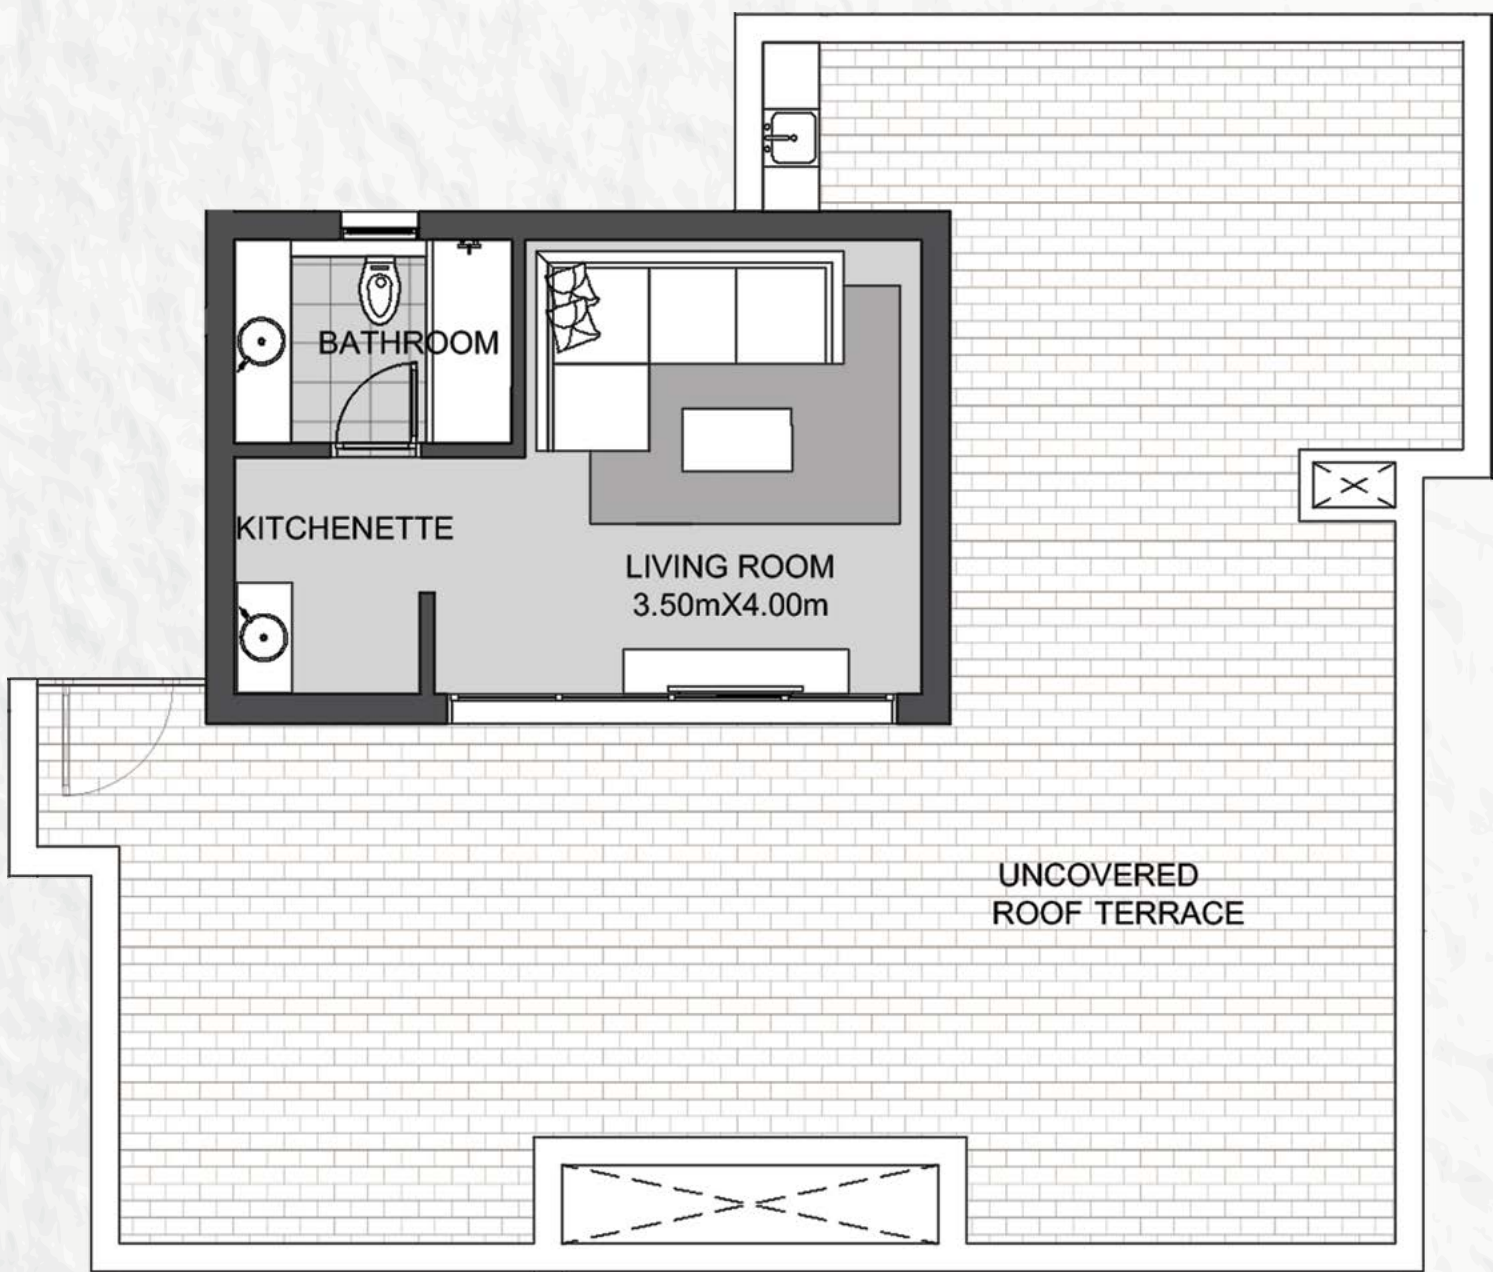 BATHROOM
KITCHENETTE
LIVING ROOM
3.50mX4.00m
UNCOVERED
ROOF TERRACE